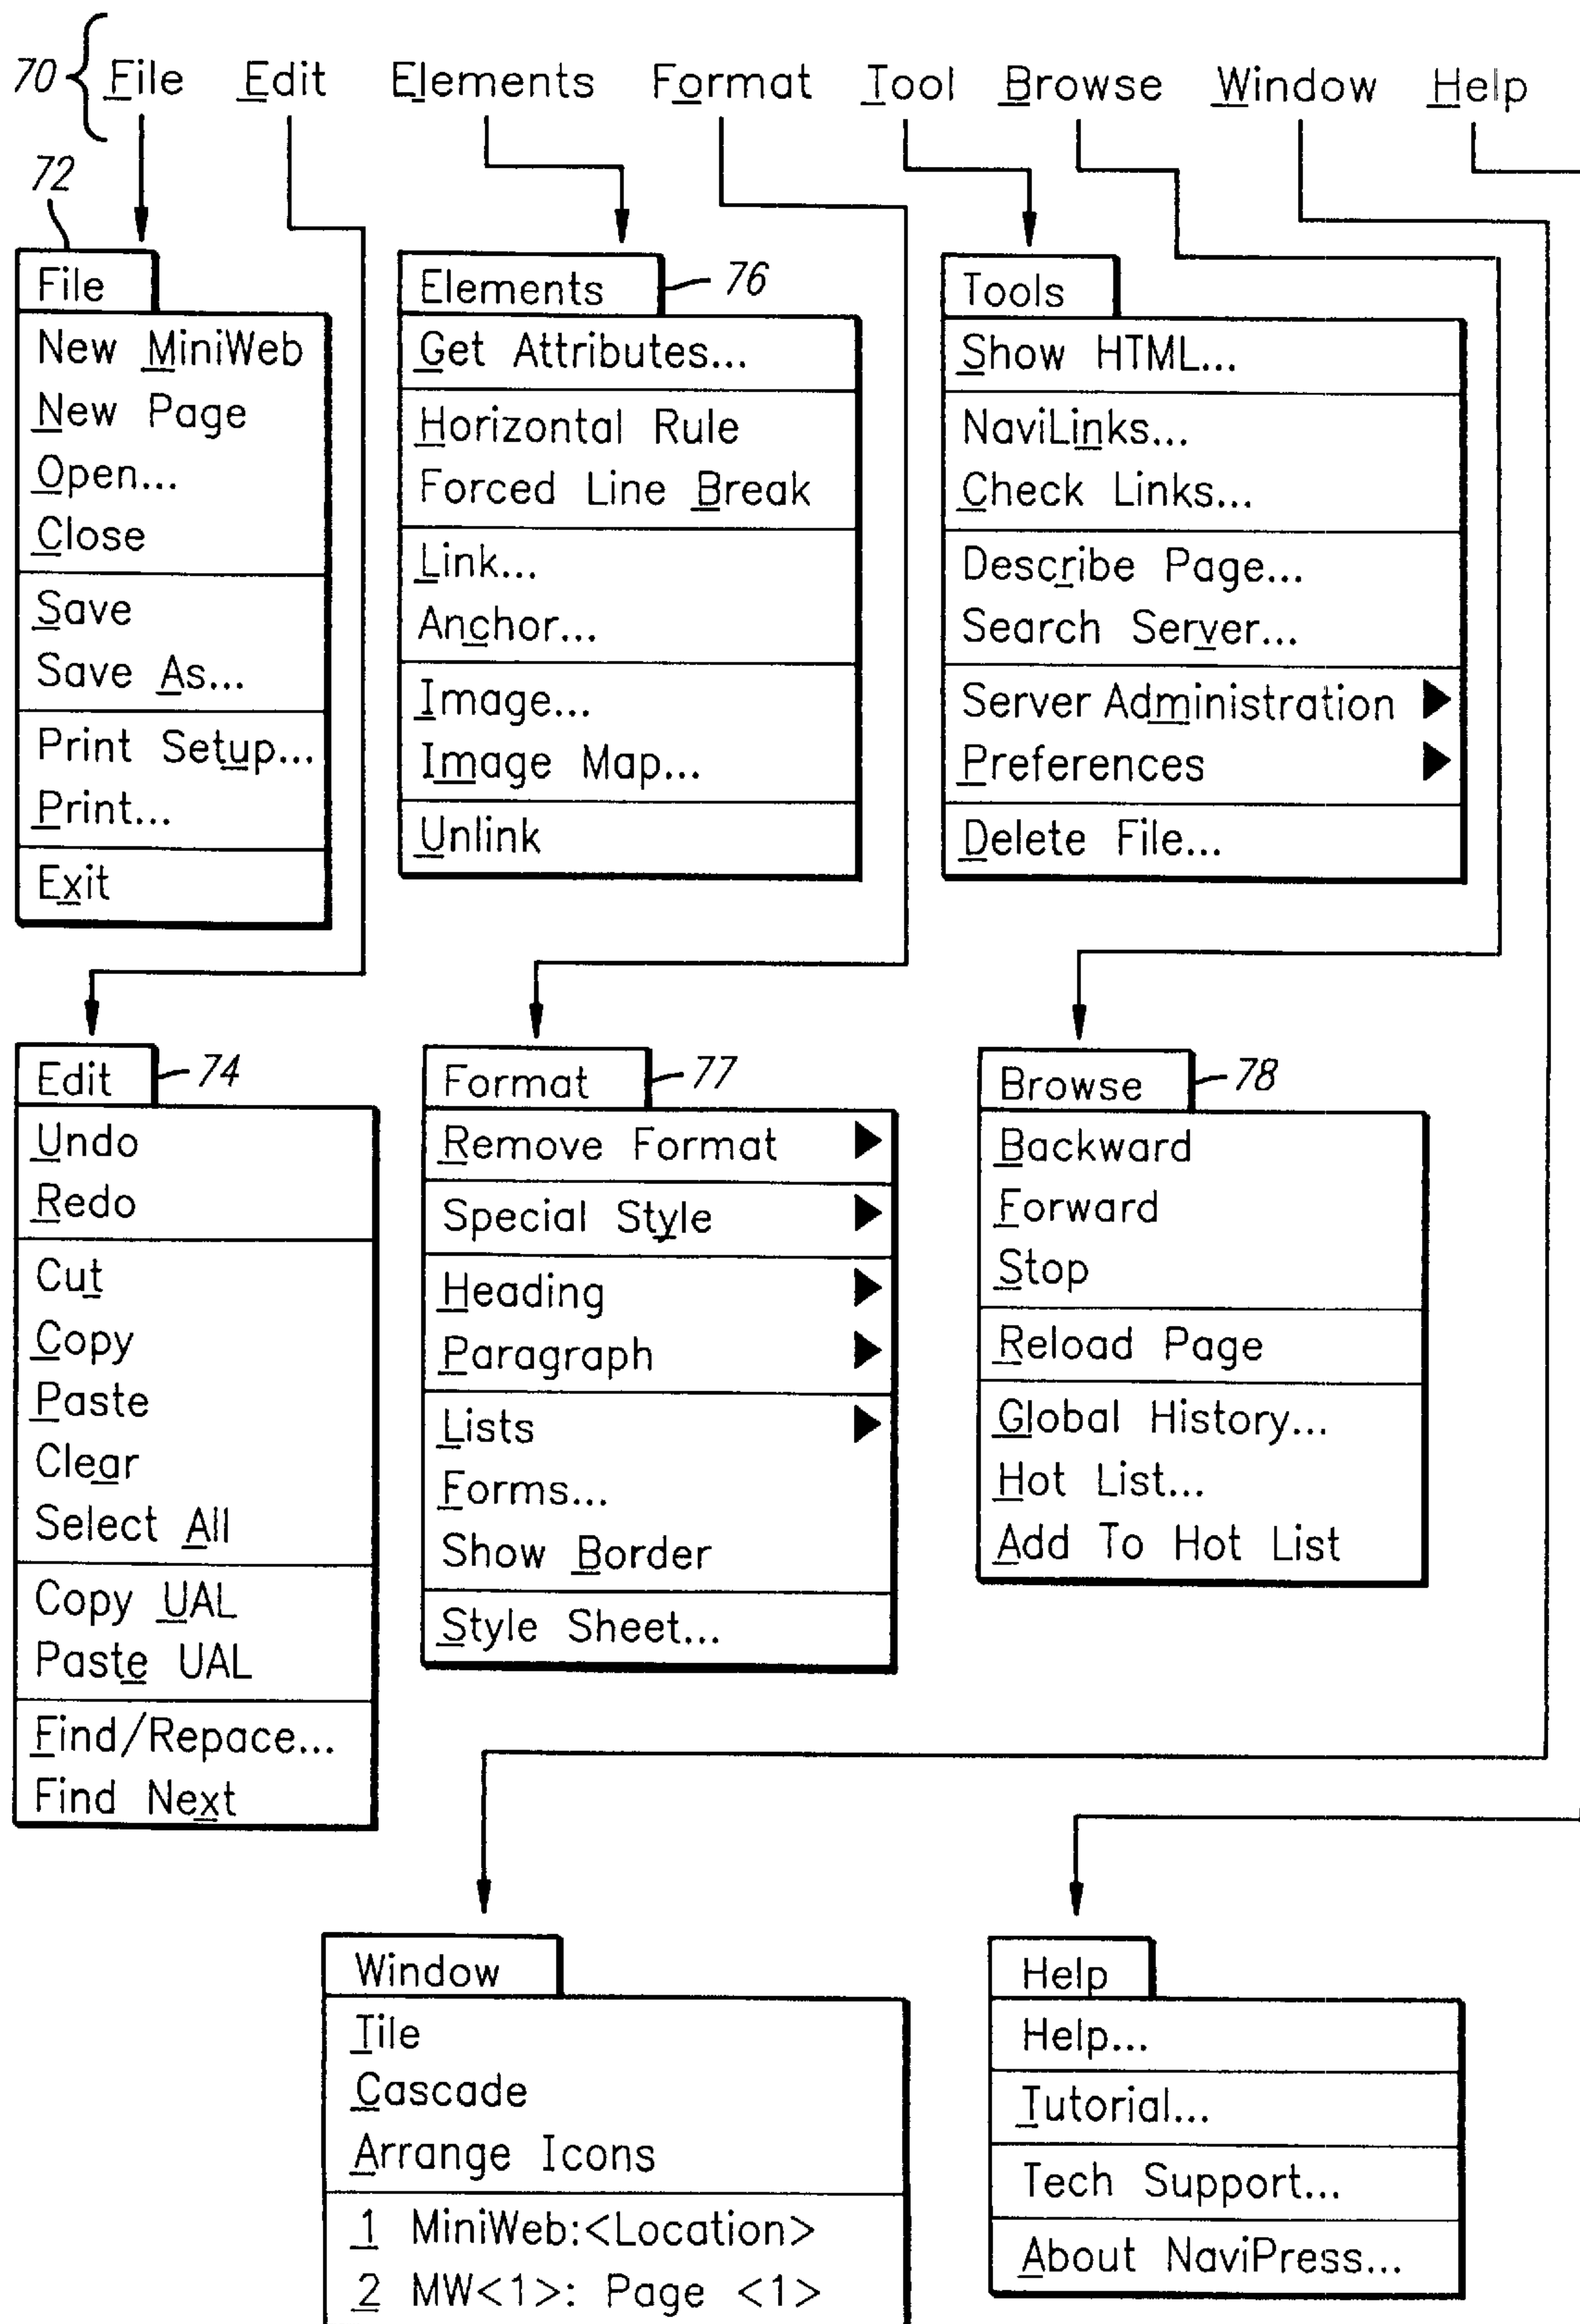 70 File Edit Elements Format Tool Browse Window Help
72
File
New MiniWeb
New Page
Open...
Close
Save
Save As...
Print Setup...
Print...
Exit
Elements 76
Get Attributes...
Horizontal Rule
Forced Line Break
Link...
Anchor...
Image...
Image Map...
Unlink
Tools
Show HTML...
NaviLinks...
Check Links...
Describe Page...
Search Server...
Server Administration
Preferences
Delete File...
Edit 74
Undo
Redo
Cut
Copy
Paste
Clear
Select All
Copy UAL
Paste UAL
Find/Repace...
Find Next
Format 77
Remove Format
Special Style
Heading
Paragraph
Lists
Forms...
Show Border
Style Sheet...
Browse 78
Backward
Forward
Stop
Reload Page
Global History...
Hot List...
Add To Hot List
Window
Tile
Cascade
Arrange Icons
1 MiniWeb:<Location>
2 MW<1>: Page <1>
Help
Help...
Tutorial...
Tech Support...
About NaviPress...